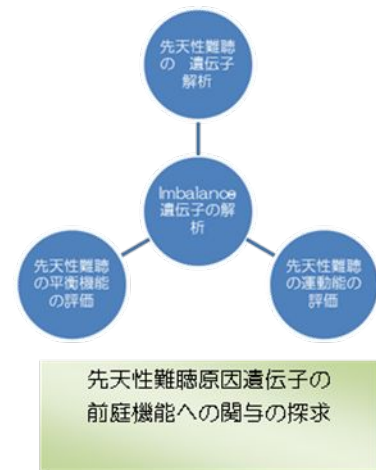 先天性難聴
の　遺伝子
解析
Imbalance
遺伝子の解
析
先天性難聴
の平衡機能
の評価
先天性難聴
の運動能の
評価
先天性難聴原因遺伝子の
前庭機能への関与の探求